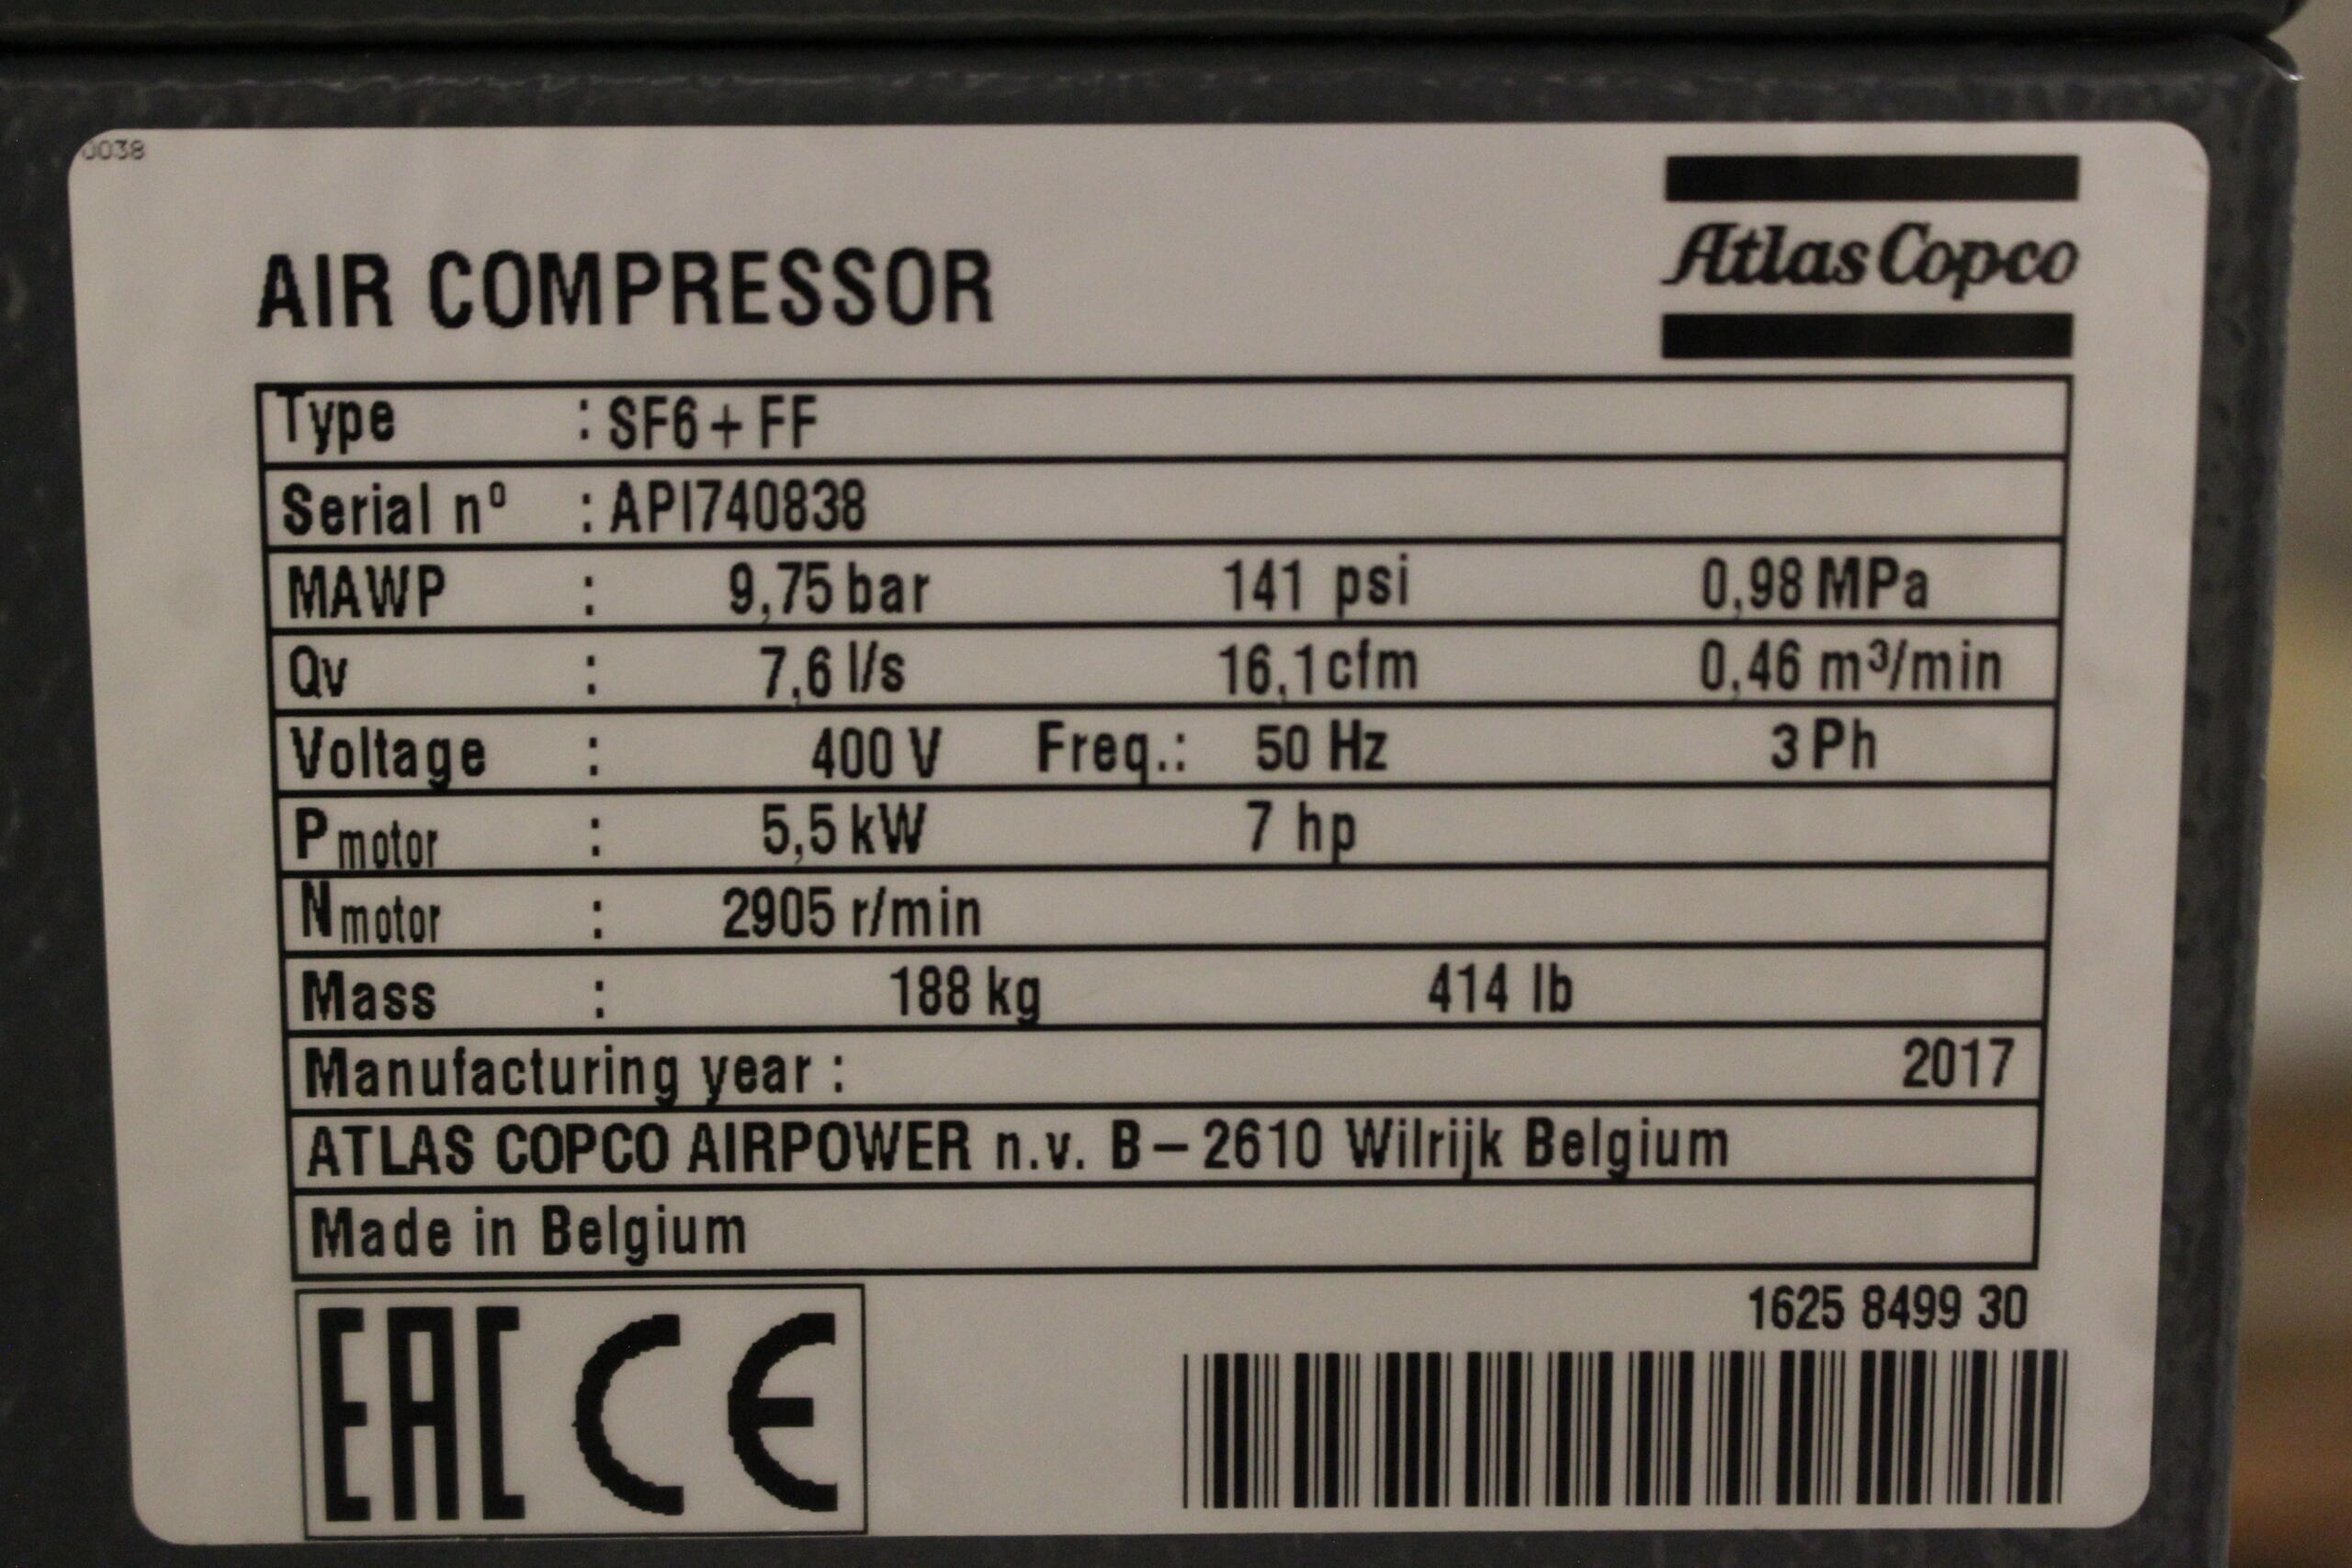 0038
Atlas Copco
AIR COMPRESSOR
Type : SF6+FF
Serial nº : API740838
MAWP : 9,75 bar 141 psi 0,98 MPa
Qv : 7,6 l/s 16,1 cfm 0,46 m³/min
Voltage : 400 V Freq.: 50 Hz 3 Ph
P motor : 5,5 kW 7 hp
N motor : 2905 r/min
Mass : 188 kg 414 lb
Manufacturing year : 2017
ATLAS COPCO AIRPOWER n.v. B–2610 Wilrijk Belgium
Made in Belgium
1625 8499 30
EAC CE